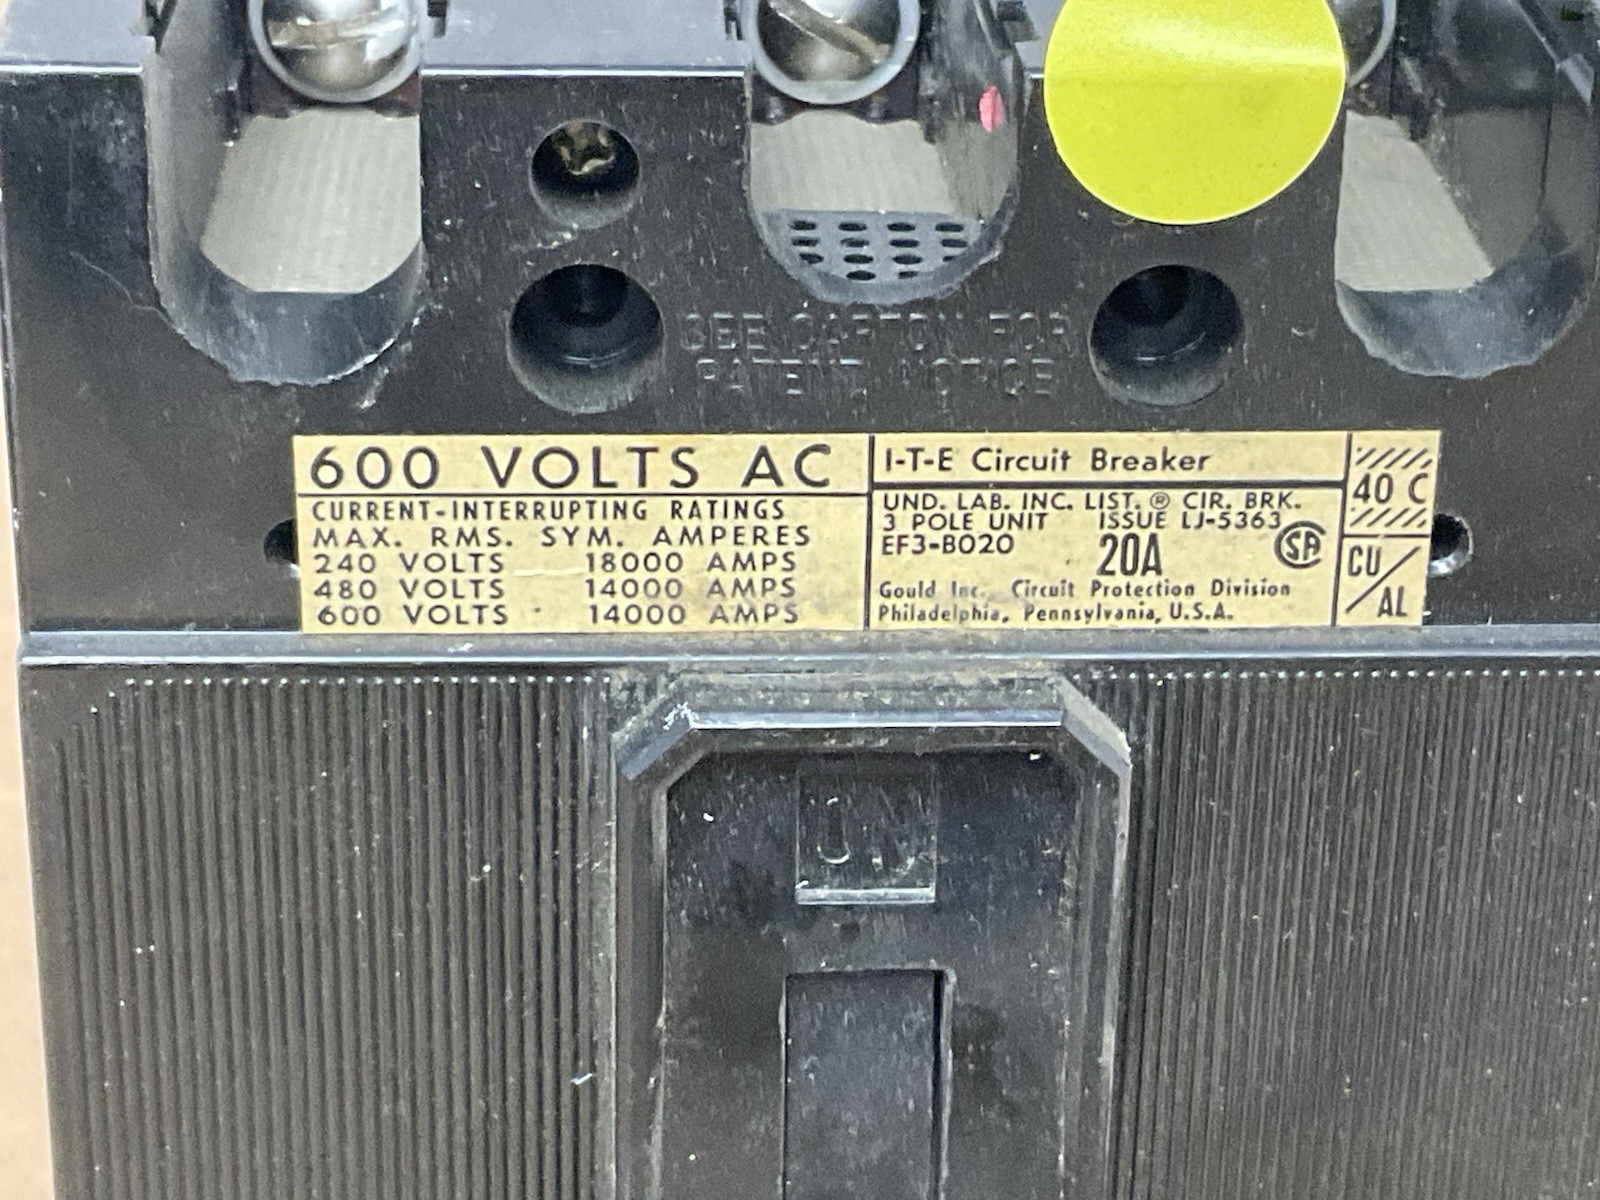 SEE CARTON FOR
PATENT NOTICE
600 VOLTS AC
CURRENT-INTERRUPTING RATINGS
MAX. RMS. SYM. AMPERES
240 VOLTS 18000 AMPS
480 VOLTS 14000 AMPS
600 VOLTS 14000 AMPS
I-T-E Circuit Breaker
UND. LAB. INC. LIST. ® CIR. BRK.
3 POLE UNIT ISSUE LJ-5363
EF3-B020 20A SA
Gould Inc. Circuit Protection Division
Philadelphia, Pennsylvania, U.S.A.
40 C
CU/AL
ON